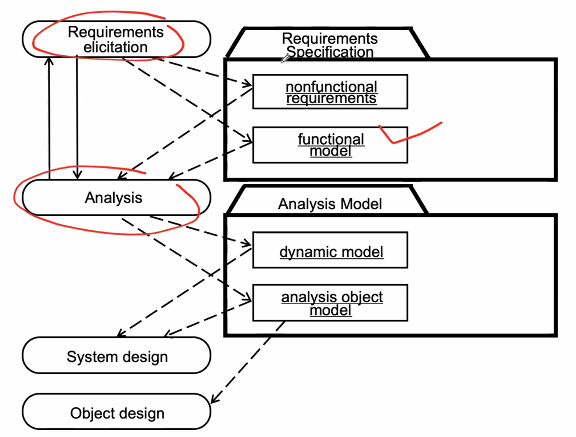 Requirements
elicitation
Requirements
Specification
nonfunctional
requirements
functional
model
Analysis
Analysis Model
dynamic model
analysis object
model
System design
Object design